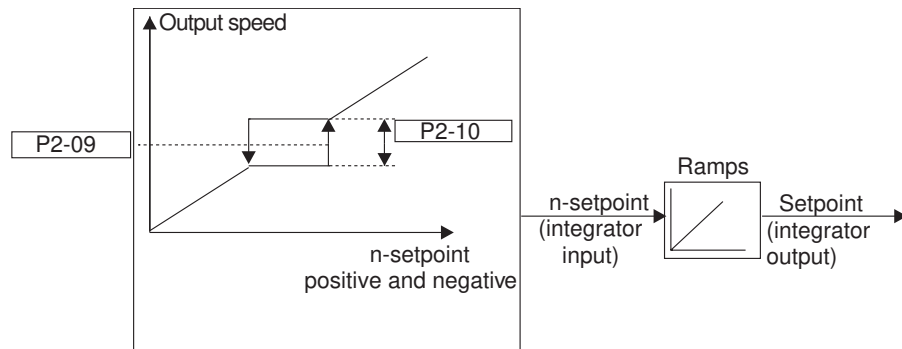 Output speed
P2-09
P2-10
n-setpoint
positive and negative
n-setpoint
(integrator
input)
Ramps
Setpoint
(integrator
output)